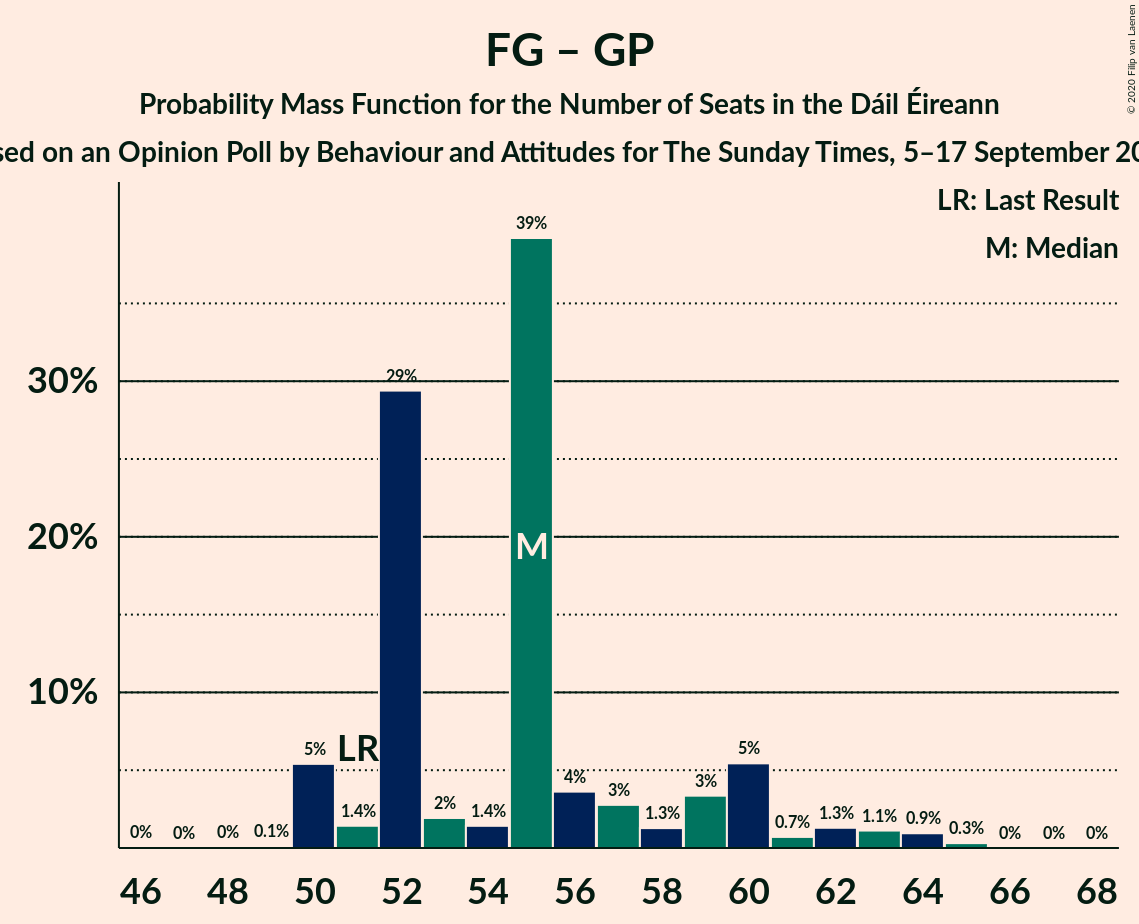 FG – GP
Probability Mass Function for the Number of Seats in the Dáil Éireann
sed on an Opinion Poll by Behaviour and Attitudes for The Sunday Times, 5–17 September 20
© 2020 Filip van Laenen
LR: Last Result
M: Median
30%
20%
10%
0% 0% 0% 0.1% 5% 1.4% 29% 2% 1.4% 39% 4% 3% 1.3% 3% 5% 0.7% 1.3% 1.1% 0.9% 0.3% 0% 0% 0%
LR
M
46 48 50 52 54 56 58 60 62 64 66 68